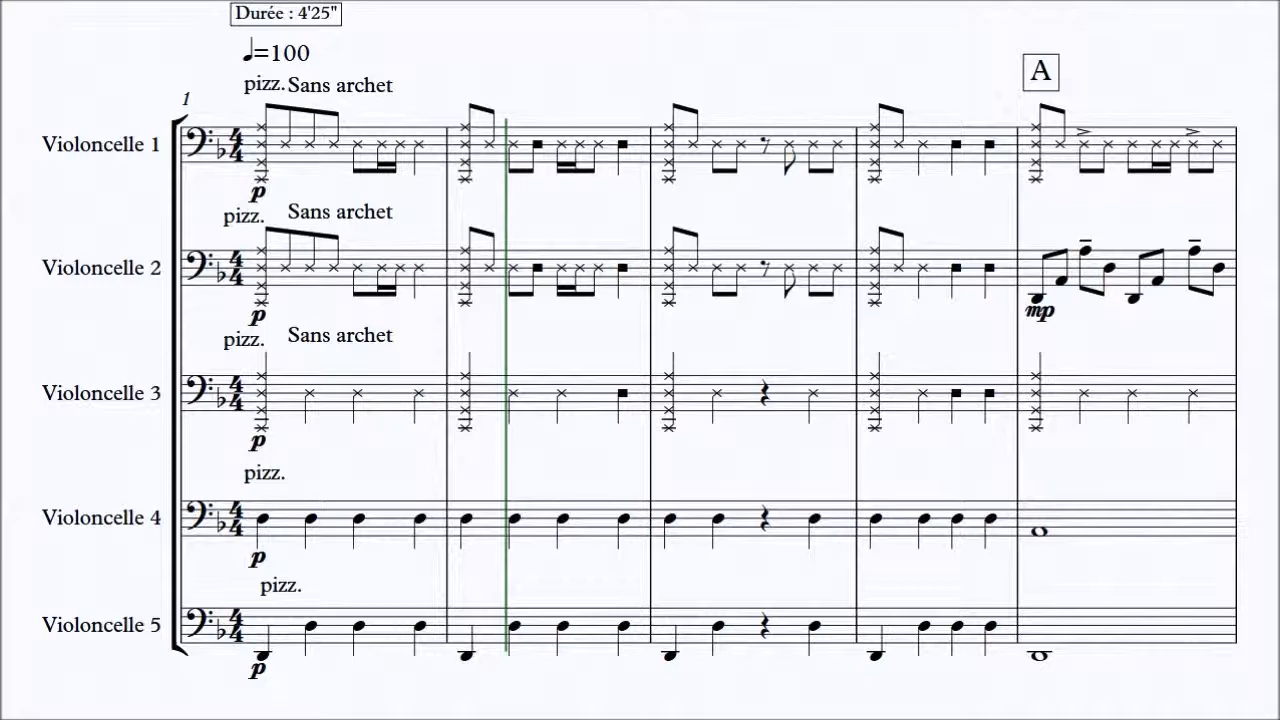 Durée : 4'25"
♩=100
pizz. Sans archet
A
1
Violoncelle 1
p
pizz. Sans archet
Violoncelle 2
p
mp
pizz. Sans archet
Violoncelle 3
p
pizz.
Violoncelle 4
p
pizz.
Violoncelle 5
p